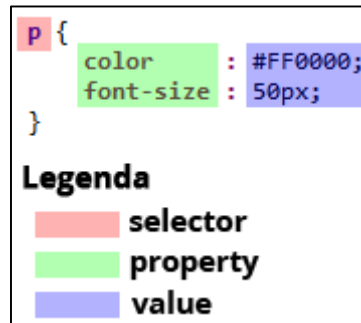 p {
color : #FF0000;
font-size : 50px;
}
Legenda
selector
property
value